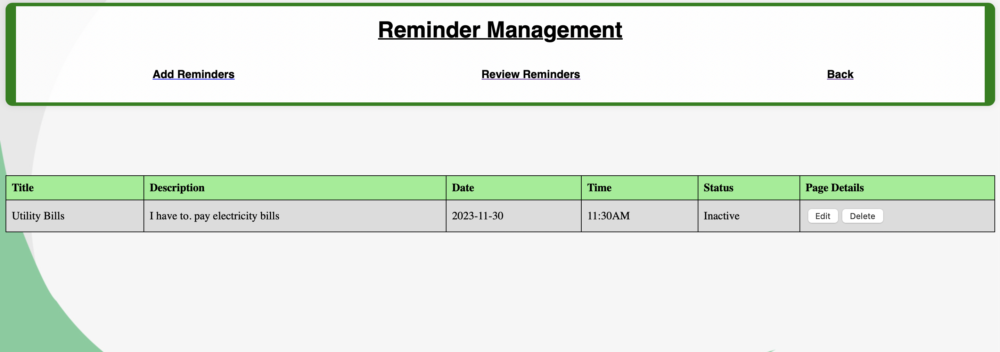 Reminder Management
Add Reminders Review Reminders Back
Title Description Date Time Status Page Details
Utility Bills I have to. pay electricity bills 2023-11-30 11:30AM Inactive Edit Delete